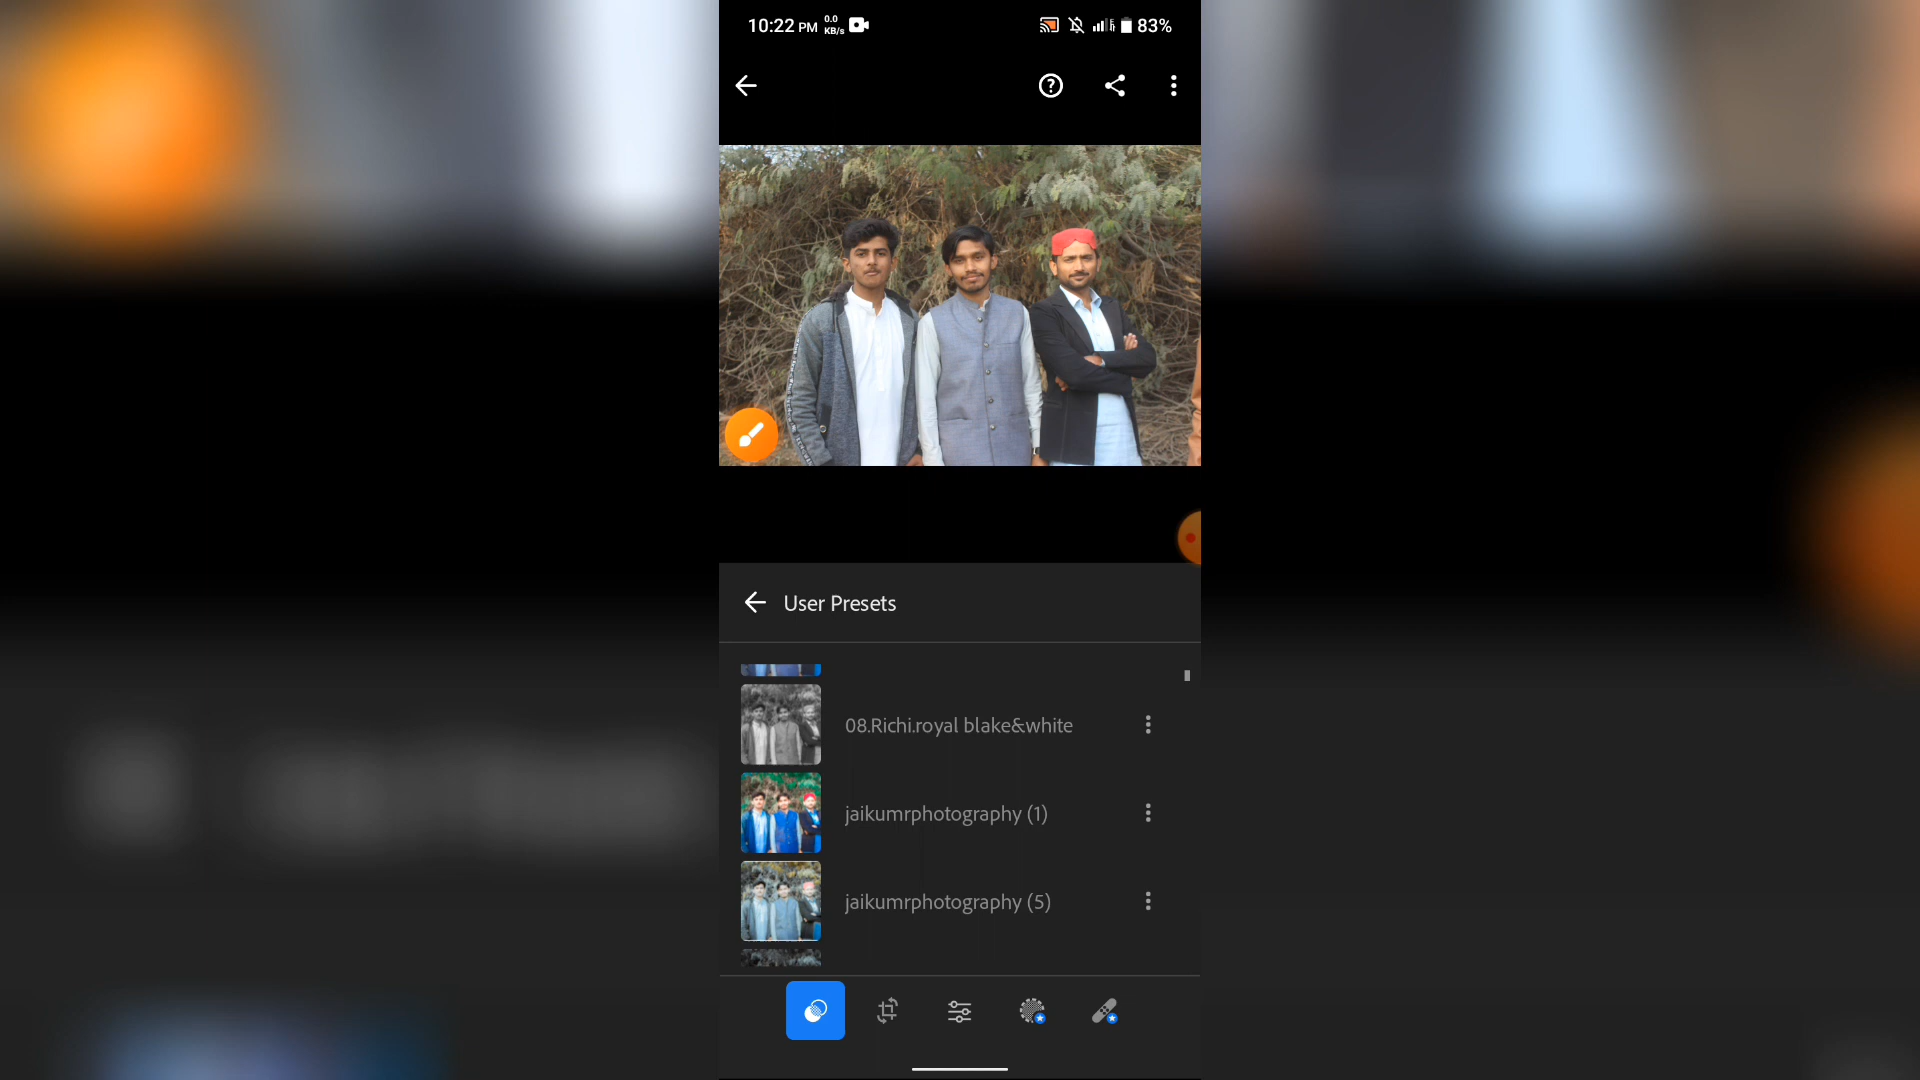 10:22 PM 0.0 KB/s 83%
User Presets
08.Richi.royal blake&white
jaikumrphotography (1)
jaikumrphotography (5)